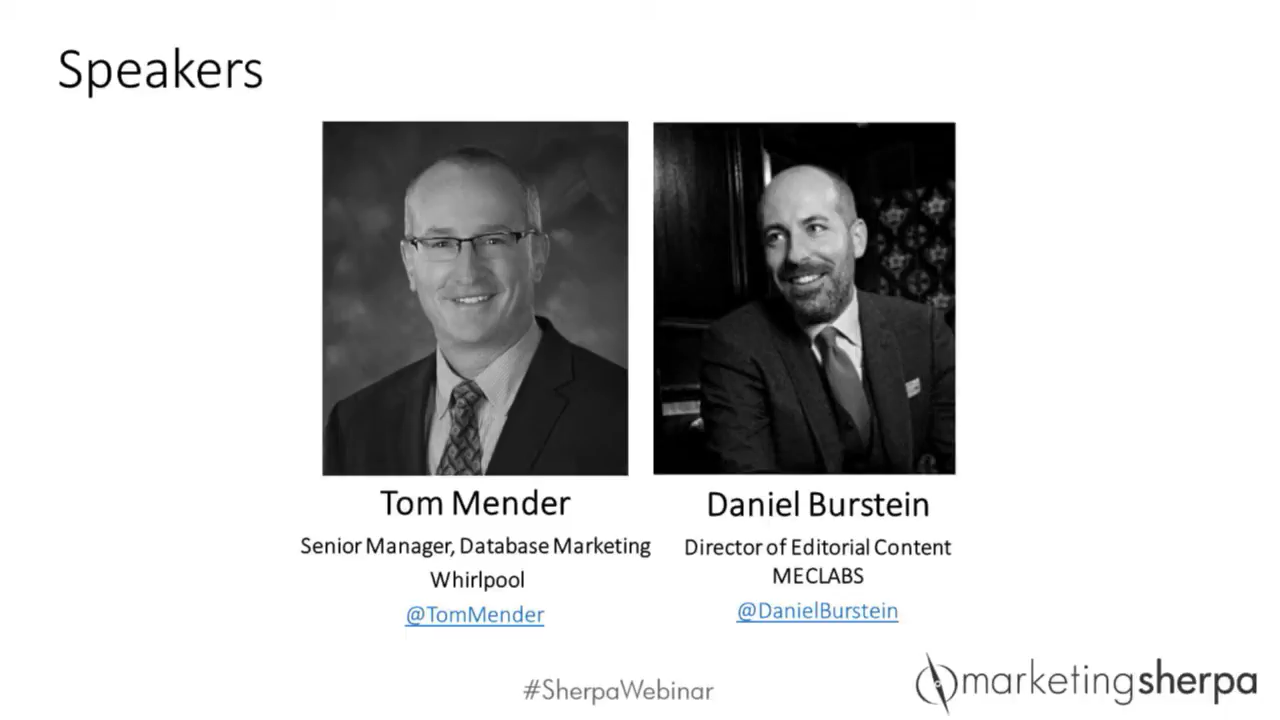 Speakers
Tom Mender
Senior Manager, Database Marketing
Whirlpool
@TomMender
Daniel Burstein
Director of Editorial Content
MECLABS
@DanielBurstein
#SherpaWebinar
marketingsherpa